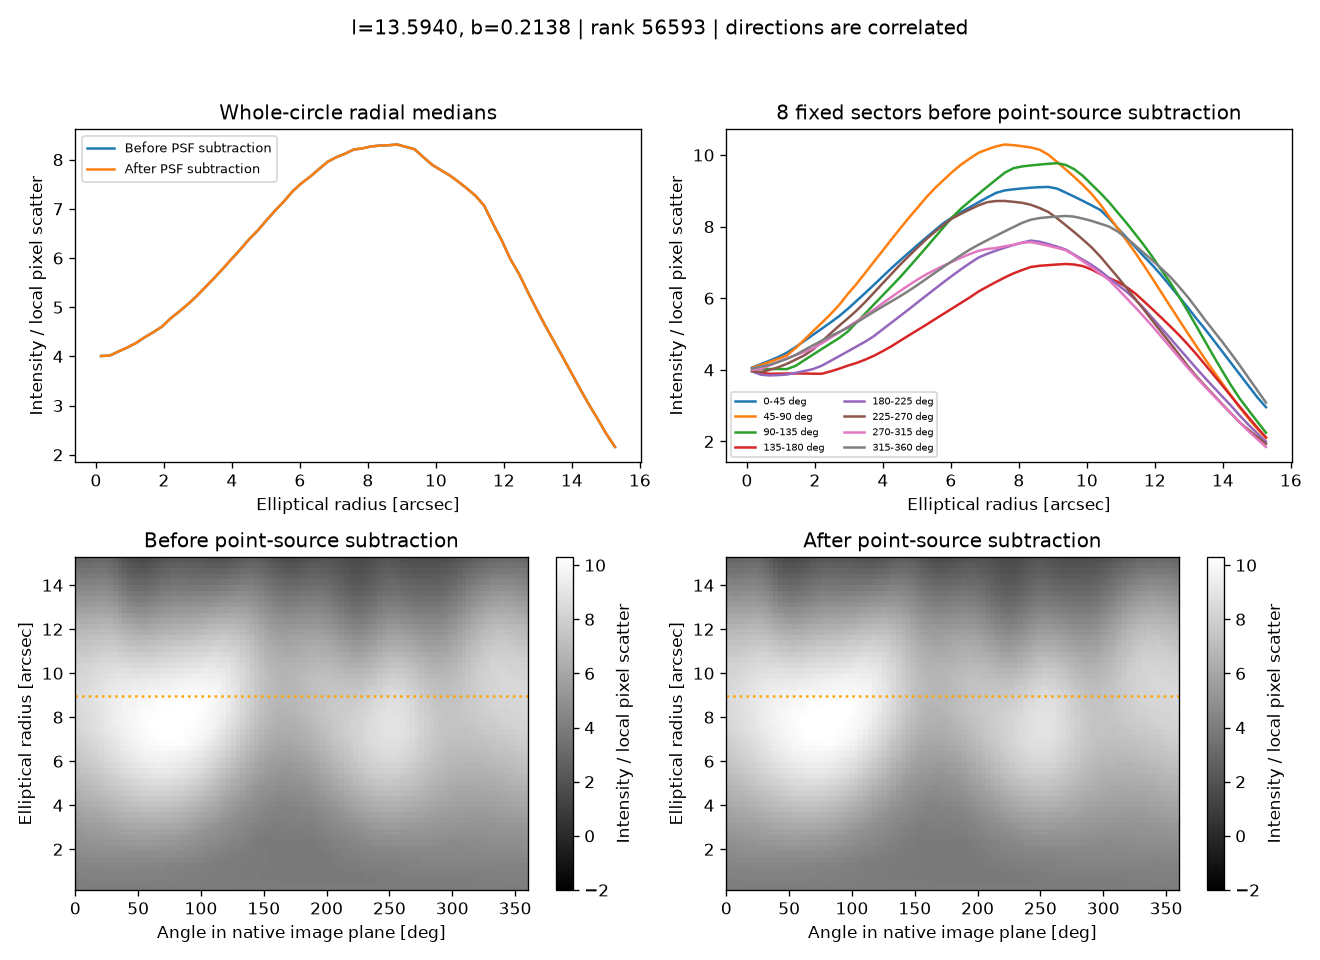 l=13.5940, b=0.2138 | rank 56593 | directions are correlated
Whole-circle radial medians
Before PSF subtraction
After PSF subtraction
Intensity / local pixel scatter
8
7
6
5
4
3
2
0 2 4 6 8 10 12 14 16
Elliptical radius [arcsec]
8 fixed sectors before point-source subtraction
Intensity / local pixel scatter
10
8
6
4
2
0-45 deg
45-90 deg
90-135 deg
135-180 deg
180-225 deg
225-270 deg
270-315 deg
315-360 deg
0 2 4 6 8 10 12 14 16
Elliptical radius [arcsec]
Before point-source subtraction
Elliptical radius [arcsec]
14
12
10
8
6
4
2
0 50 100 150 200 250 300 350
Angle in native image plane [deg]
10
8
6
4
2
0
−2
Intensity / local pixel scatter
After point-source subtraction
Elliptical radius [arcsec]
14
12
10
8
6
4
2
0 50 100 150 200 250 300 350
Angle in native image plane [deg]
10
8
6
4
2
0
−2
Intensity / local pixel scatter